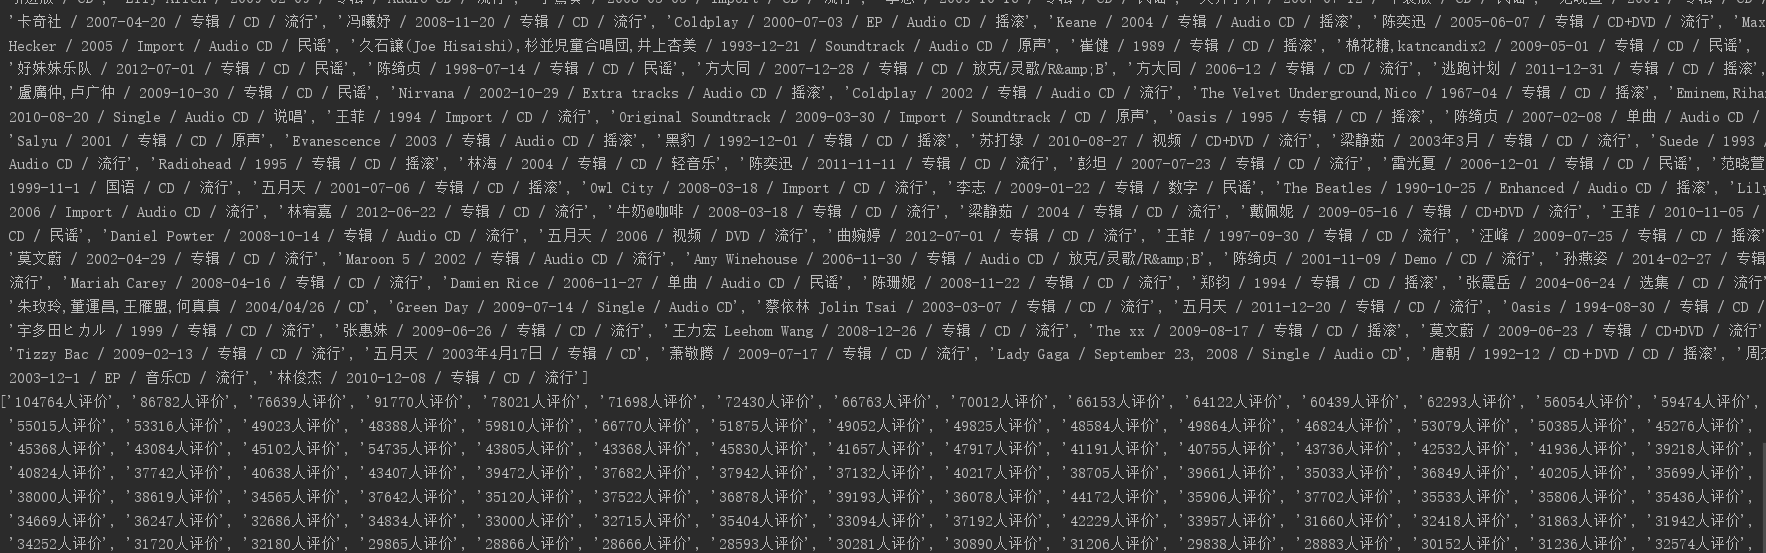 '卡奇社 / 2007-04-20 / 专辑 / CD / 流行', '冯曦妤 / 2008-11-20 / 专辑 / CD / 流行', 'Coldplay / 2000-07-03 / EP / Audio CD / 摇滚', 'Keane / 2004 / 专辑 / Audio CD / 摇滚', '陈奕迅 / 2005-06-07 / 专辑 / CD+DVD / 流行', 'Max
Hecker / 2005 / Import / Audio CD / 民谣', '久石譲(Joe Hisaishi),杉並児童合唱団,井上杏美 / 1993-12-21 / Soundtrack / Audio CD / 原声', '崔健 / 1989 / 专辑 / CD / 摇滚', '棉花糖,katncandix2 / 2009-05-01 / 专辑 / CD / 民谣',
'好妹妹乐队 / 2012-07-01 / 专辑 / CD / 民谣', '陈绮贞 / 1998-07-14 / 专辑 / CD / 民谣', '方大同 / 2007-12-28 / 专辑 / CD / 放克/灵歌/R&amp;B', '方大同 / 2006-12 / 专辑 / CD / 流行', '逃跑计划 / 2011-12-31 / 专辑 / CD / 流行',
'盧廣仲,卢广仲 / 2009-10-30 / 专辑 / CD / 民谣', 'Nirvana / 2002-10-29 / Extra tracks / Audio CD / 摇滚', 'Coldplay / 2002 / 专辑 / Audio CD / 流行', 'The Velvet Underground,Nico / 1967-04 / 专辑 / CD / 摇滚', 'Eminem,Rihan
2010-08-20 / Single / Audio CD / 说唱', '王菲 / 1994 / Import / CD / 流行', 'Original Soundtrack / 2009-03-30 / Import / Soundtrack / CD / 原声', 'Oasis / 1995 / 专辑 / CD / 摇滚', '陈绮贞 / 2007-02-08 / 单曲 / Audio CD /
'Salyu / 2001 / 专辑 / CD / 原声', 'Evanescence / 2003 / 专辑 / Audio CD / 摇滚', '黑豹 / 1992-12-01 / 专辑 / CD / 摇滚', '苏打绿 / 2010-08-27 / 视频 / CD+DVD / 流行', '梁静茹 / 2003年3月 / 专辑 / CD / 流行', 'Suede / 1993 /
Audio CD / 流行', 'Radiohead / 1995 / 专辑 / CD / 摇滚', '林海 / 2004 / 专辑 / CD / 轻音乐', '陈奕迅 / 2011-11-11 / 专辑 / CD / 流行', '彭坦 / 2007-07-23 / 专辑 / CD / 流行', '雷光夏 / 2006-12-01 / 专辑 / CD / 民谣', '范晓萱
1999-11-1 / 国语 / CD / 流行', '五月天 / 2001-07-06 / 专辑 / CD / 摇滚', 'Owl City / 2008-03-18 / Import / CD / 流行', '李志 / 2009-01-22 / 专辑 / 数字 / 民谣', 'The Beatles / 1990-10-25 / Enhanced / Audio CD / 摇滚', 'Lily
2006 / Import / Audio CD / 流行', '林宥嘉 / 2012-06-22 / 专辑 / CD / 流行', '牛奶@咖啡 / 2008-03-18 / 专辑 / CD / 流行', '梁静茹 / 2004 / 专辑 / CD / 流行', '戴佩妮 / 2009-05-16 / 专辑 / CD+DVD / 流行', '王菲 / 2010-11-05 /
CD / 民谣', 'Daniel Powter / 2008-10-14 / 专辑 / Audio CD / 流行', '五月天 / 2006 / 视频 / DVD / 流行', '曲婉婷 / 2012-07-01 / 专辑 / CD / 流行', '王菲 / 1997-09-30 / 专辑 / CD / 流行', '汪峰 / 2009-07-25 / 专辑 / CD / 摇滚'
'莫文蔚 / 2002-04-29 / 专辑 / CD / 流行', 'Maroon 5 / 2002 / 专辑 / Audio CD / 流行', 'Amy Winehouse / 2006-11-30 / 专辑 / Audio CD / 放克/灵歌/R&amp;B', '陈绮贞 / 2001-11-09 / Demo / CD / 流行', '孙燕姿 / 2014-02-27 / 专辑
流行', 'Mariah Carey / 2008-04-16 / 专辑 / CD / 流行', 'Damien Rice / 2006-11-27 / 单曲 / Audio CD / 民谣', '陈珊妮 / 2008-11-22 / 专辑 / CD / 流行', '郑钧 / 1994 / 专辑 / CD / 摇滚', '张震岳 / 2004-06-24 / 选集 / CD / 流行'
'朱玫玲,董運昌,王雁盟,何真真 / 2004/04/26 / CD', 'Green Day / 2009-07-14 / Single / Audio CD', '蔡依林 Jolin Tsai / 2003-03-07 / 专辑 / CD / 流行', '五月天 / 2011-12-20 / 专辑 / CD / 流行', 'Oasis / 1994-08-30 / 专辑 / CD /
'宇多田ヒカル / 1999 / 专辑 / CD / 流行', '张惠妹 / 2009-06-26 / 专辑 / CD / 流行', '王力宏 Leehom Wang / 2008-12-26 / 专辑 / CD / 流行', 'The xx / 2009-08-17 / 专辑 / CD / 摇滚', '莫文蔚 / 2009-06-23 / 专辑 / CD+DVD / 流行'
'Tizzy Bac / 2009-02-13 / 专辑 / CD / 流行', '五月天 / 2003年4月17日 / 专辑 / CD', '萧敬腾 / 2009-07-17 / 专辑 / CD / 流行', 'Lady Gaga / September 23, 2008 / Single / Audio CD', '唐朝 / 1992-12 / CD＋DVD / CD / 摇滚', '周杰
2003-12-1 / EP / 音乐CD / 流行', '林俊杰 / 2010-12-08 / 专辑 / CD / 流行']
['104764人评价', '86782人评价', '76639人评价', '91770人评价', '78021人评价', '71698人评价', '72430人评价', '66763人评价', '70012人评价', '66153人评价', '64122人评价', '60439人评价', '62293人评价', '56054人评价', '59474人评价',
'55015人评价', '53316人评价', '49023人评价', '48388人评价', '59810人评价', '66770人评价', '51875人评价', '49052人评价', '49825人评价', '48584人评价', '49864人评价', '46824人评价', '53079人评价', '50385人评价', '45276人评价',
'45368人评价', '43084人评价', '45102人评价', '54735人评价', '43805人评价', '43368人评价', '45830人评价', '41657人评价', '47917人评价', '41191人评价', '40755人评价', '43736人评价', '42532人评价', '41936人评价', '39218人评价',
'40824人评价', '37742人评价', '40638人评价', '43407人评价', '39472人评价', '37682人评价', '37942人评价', '37132人评价', '40217人评价', '38705人评价', '39661人评价', '35033人评价', '36849人评价', '40205人评价', '35699人评价',
'38000人评价', '38619人评价', '34565人评价', '37642人评价', '35120人评价', '37522人评价', '36878人评价', '39193人评价', '36078人评价', '44172人评价', '35906人评价', '37702人评价', '35533人评价', '35806人评价', '35436人评价',
'34669人评价', '36247人评价', '32686人评价', '34834人评价', '33000人评价', '32715人评价', '35404人评价', '33094人评价', '37192人评价', '42229人评价', '33957人评价', '31660人评价', '32418人评价', '31863人评价', '31942人评价',
'34252人评价', '31720人评价', '32180人评价', '29865人评价', '28866人评价', '28666人评价', '28593人评价', '30281人评价', '30890人评价', '31206人评价', '29838人评价', '28883人评价', '30152人评价', '31236人评价', '32574人评价',